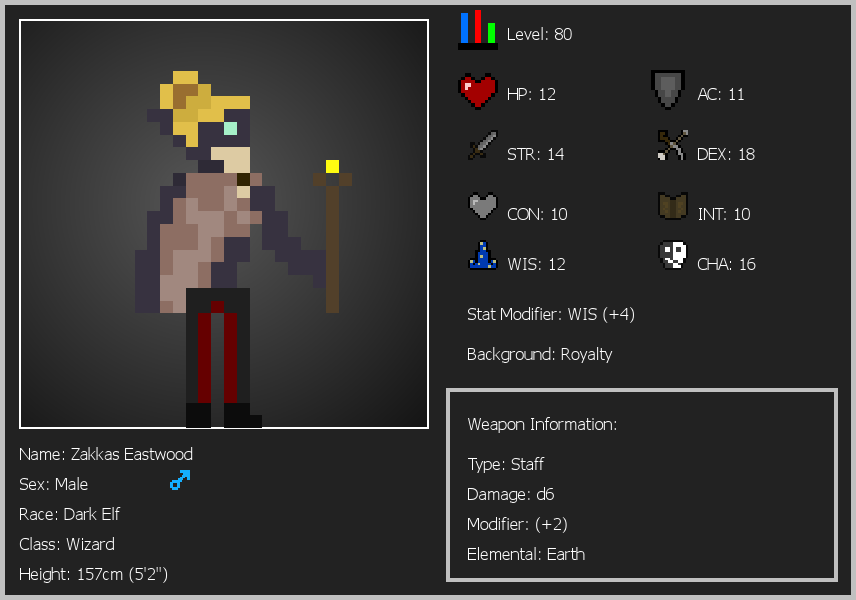 Level: 80
HP: 12
AC: 11
STR: 14
DEX: 18
CON: 10
INT: 10
WIS: 12
CHA: 16
Stat Modifier: WIS (+4)
Background: Royalty
Weapon Information:
Type: Staff
Damage: d6
Modifier: (+2)
Elemental: Earth
Name: Zakkas Eastwood
Sex: Male
Race: Dark Elf
Class: Wizard
Height: 157cm (5'2")